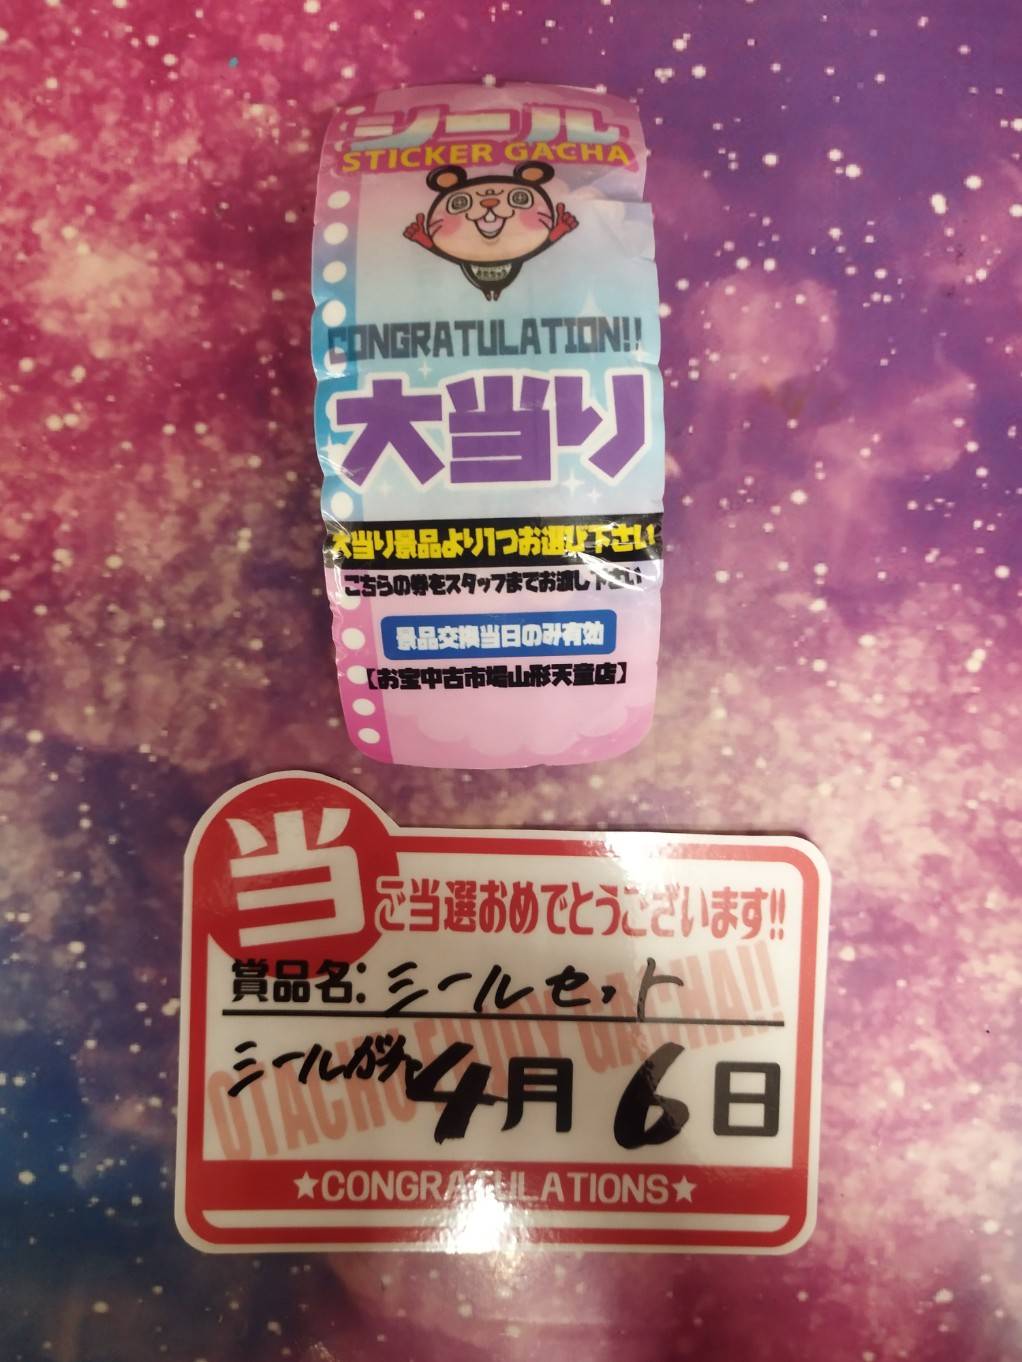 シール
STICKER GACHA
CONGRATULATION!!
大当り
大当り景品より1つお選び下さい
こちらの券をスタッフまでお渡し下さい
景品交換当日のみ有効
【お宝中古市場山形天童店】
当
ご当選おめでとうございます!!
賞品名:シールセット
OTACHU ENJOY GACHA!!
シールガチャ 4月6日
★CONGRATULATIONS★